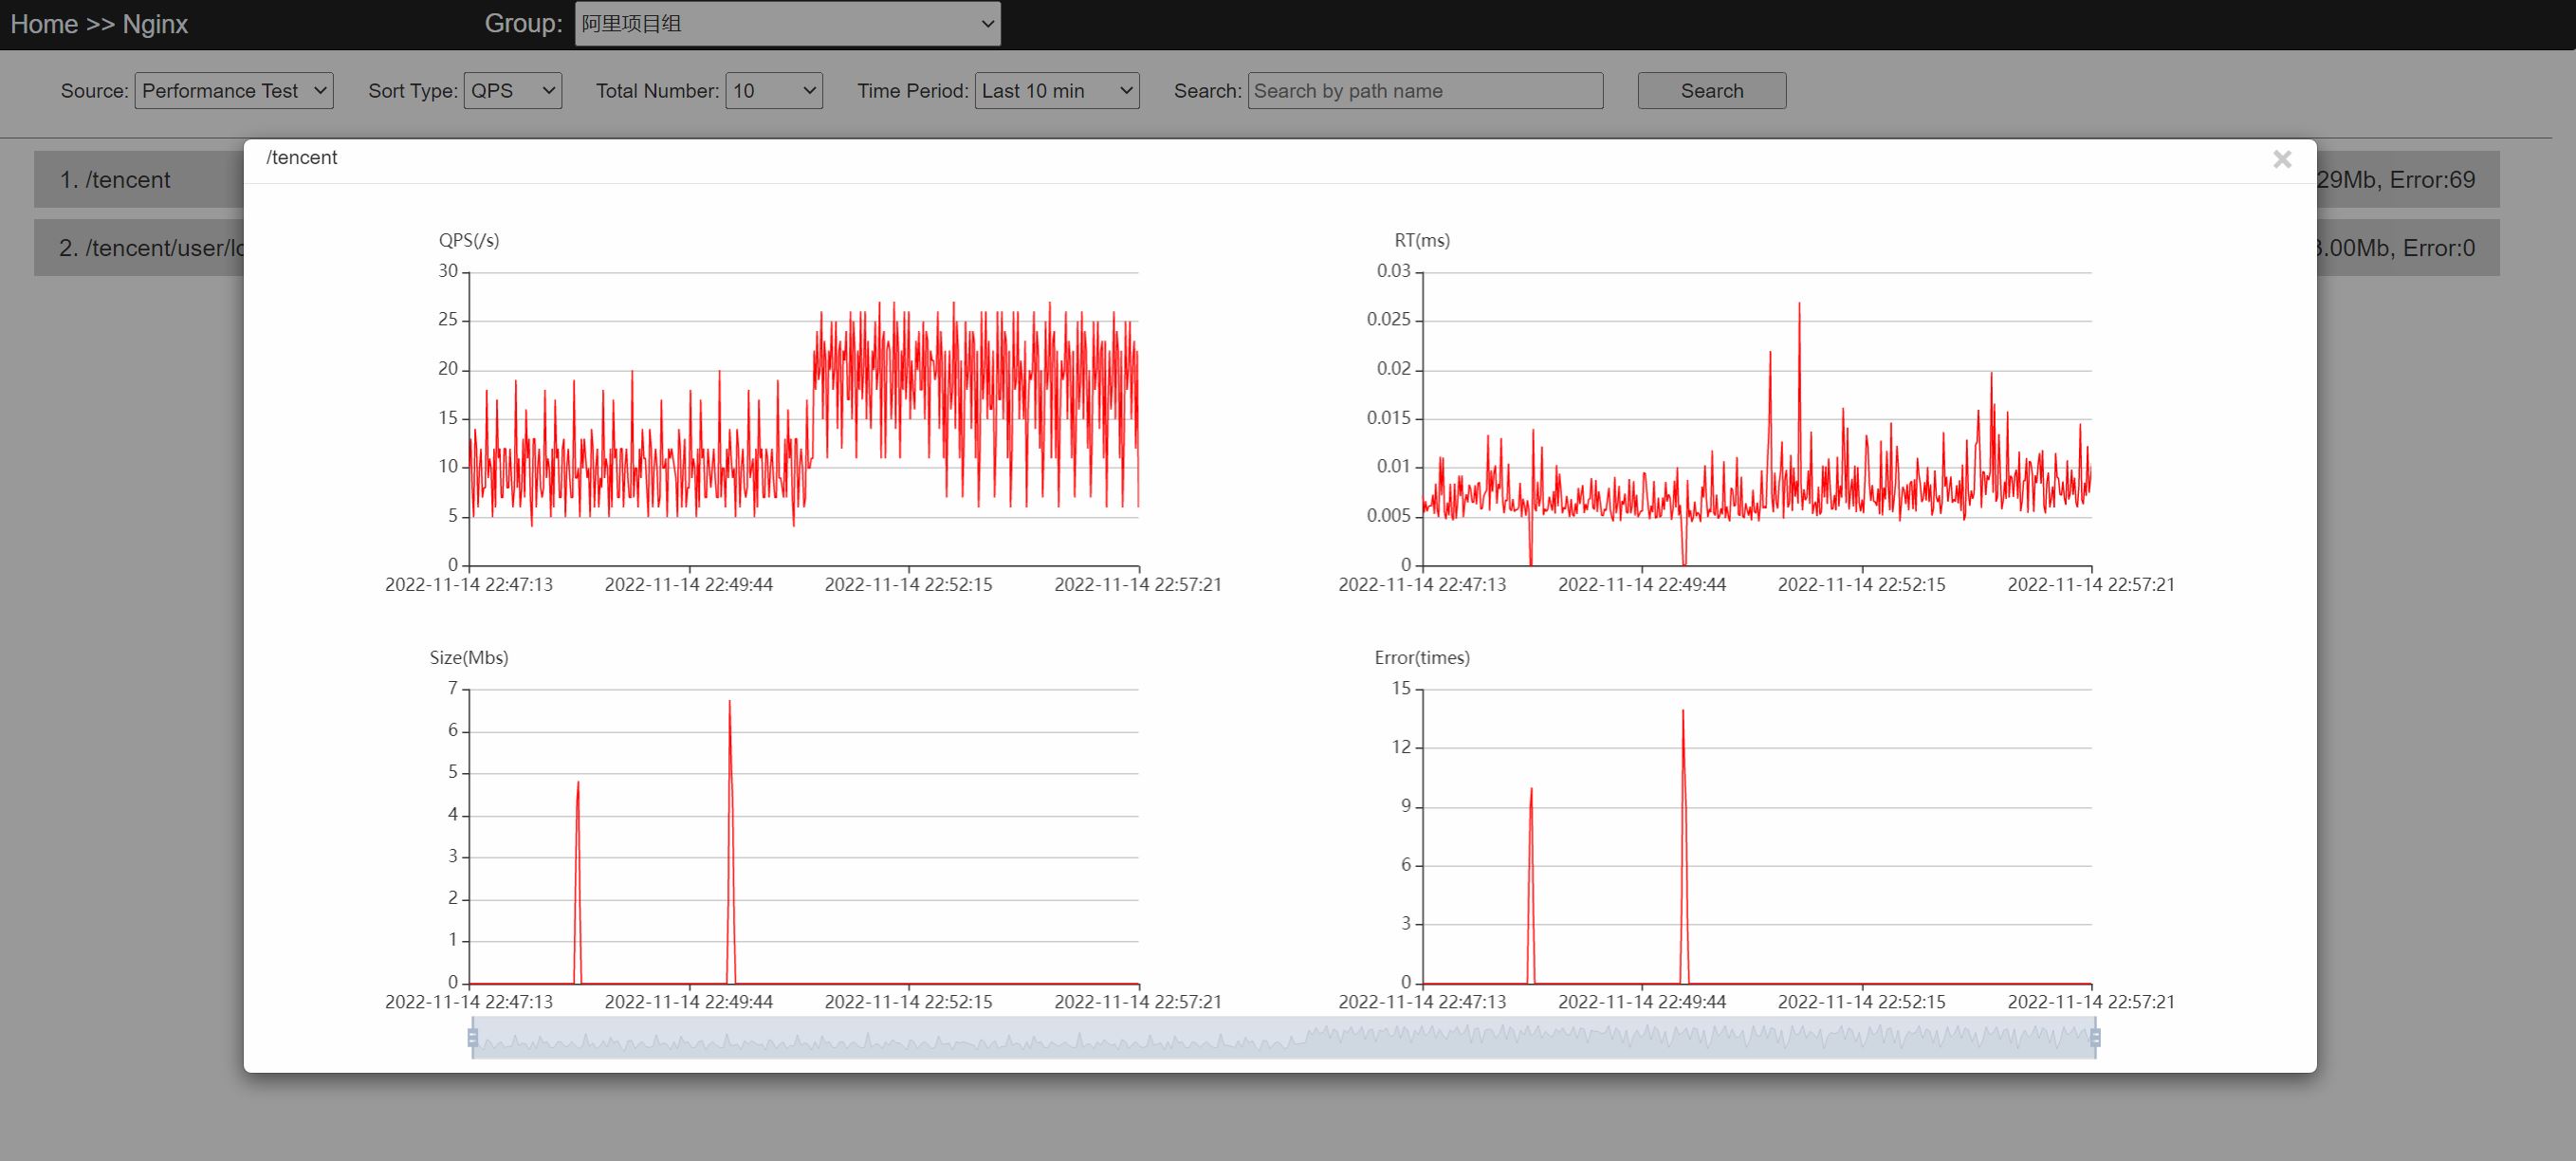 Home >> Nginx Group: 阿里项目组
Source: Performance Test Sort Type: QPS Total Number: 10 Time Period: Last 10 min Search: Search by path name Search
/tencent ×
1. /tencent 29Mb, Error:69
2. /tencent/user/lo .00Mb, Error:0
QPS(/s)
30
25
20
15
10
5
0
2022-11-14 22:47:13 2022-11-14 22:49:44 2022-11-14 22:52:15 2022-11-14 22:57:21
RT(ms)
0.03
0.025
0.02
0.015
0.01
0.005
0
2022-11-14 22:47:13 2022-11-14 22:49:44 2022-11-14 22:52:15 2022-11-14 22:57:21
Size(Mbs)
7
6
5
4
3
2
1
0
2022-11-14 22:47:13 2022-11-14 22:49:44 2022-11-14 22:52:15 2022-11-14 22:57:21
Error(times)
15
12
9
6
3
0
2022-11-14 22:47:13 2022-11-14 22:49:44 2022-11-14 22:52:15 2022-11-14 22:57:21